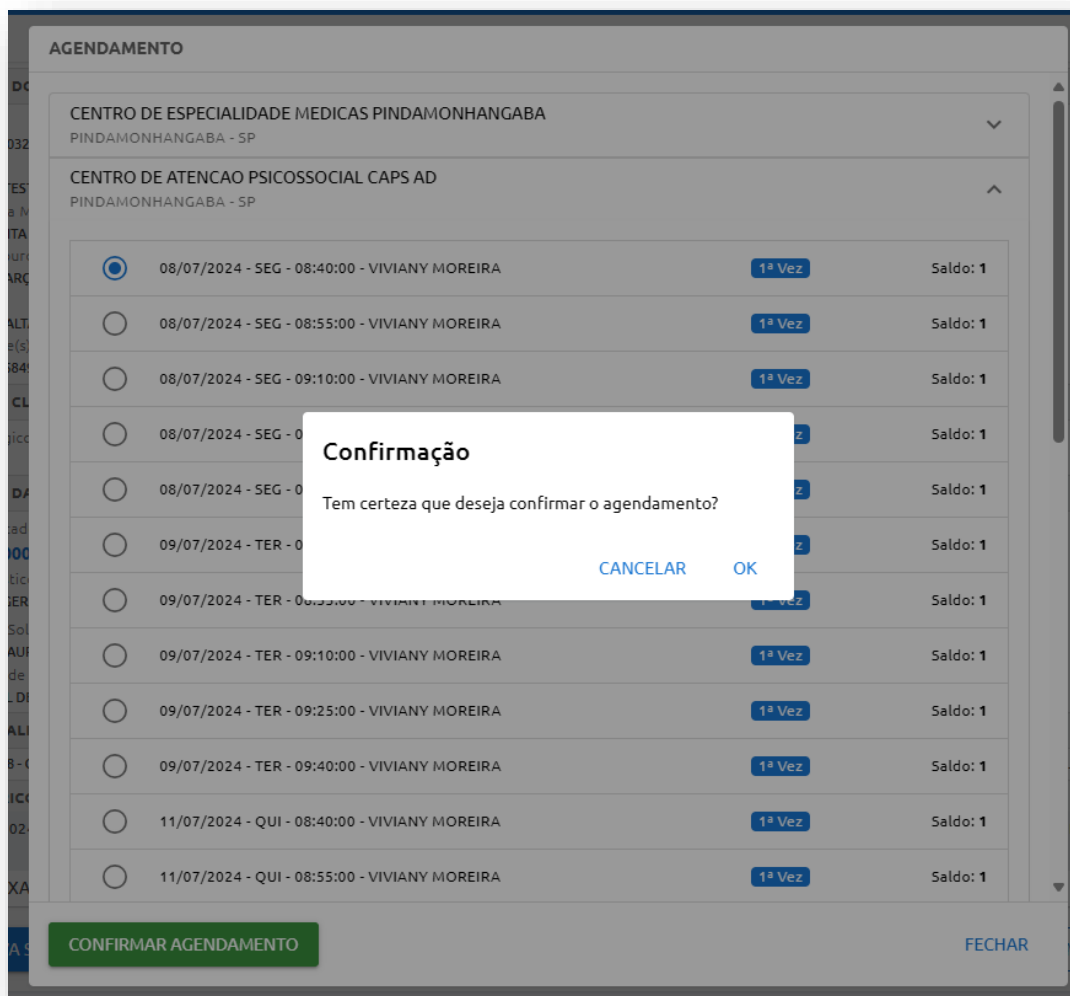 AGENDAMENTO
CENTRO DE ESPECIALIDADE MEDICAS PINDAMONHANGABA
PINDAMONHANGABA - SP
CENTRO DE ATENCAO PSICOSSOCIAL CAPS AD
PINDAMONHANGABA - SP
08/07/2024 - SEG - 08:40:00 - VIVIANY MOREIRA 1ª Vez Saldo: 1
08/07/2024 - SEG - 08:55:00 - VIVIANY MOREIRA 1ª Vez Saldo: 1
08/07/2024 - SEG - 09:10:00 - VIVIANY MOREIRA 1ª Vez Saldo: 1
08/07/2024 - SEG - 0 Saldo: 1
Confirmação
08/07/2024 - SEG - 0 Saldo: 1
Tem certeza que deseja confirmar o agendamento?
09/07/2024 - TER - 0 Saldo: 1
CANCELAR OK
09/07/2024 - TER - VIVIANY MOREIRA 1ª Vez Saldo: 1
09/07/2024 - TER - 09:10:00 - VIVIANY MOREIRA 1ª Vez Saldo: 1
09/07/2024 - TER - 09:25:00 - VIVIANY MOREIRA 1ª Vez Saldo: 1
09/07/2024 - TER - 09:40:00 - VIVIANY MOREIRA 1ª Vez Saldo: 1
11/07/2024 - QUI - 08:40:00 - VIVIANY MOREIRA 1ª Vez Saldo: 1
11/07/2024 - QUI - 08:55:00 - VIVIANY MOREIRA 1ª Vez Saldo: 1
CONFIRMAR AGENDAMENTO FECHAR